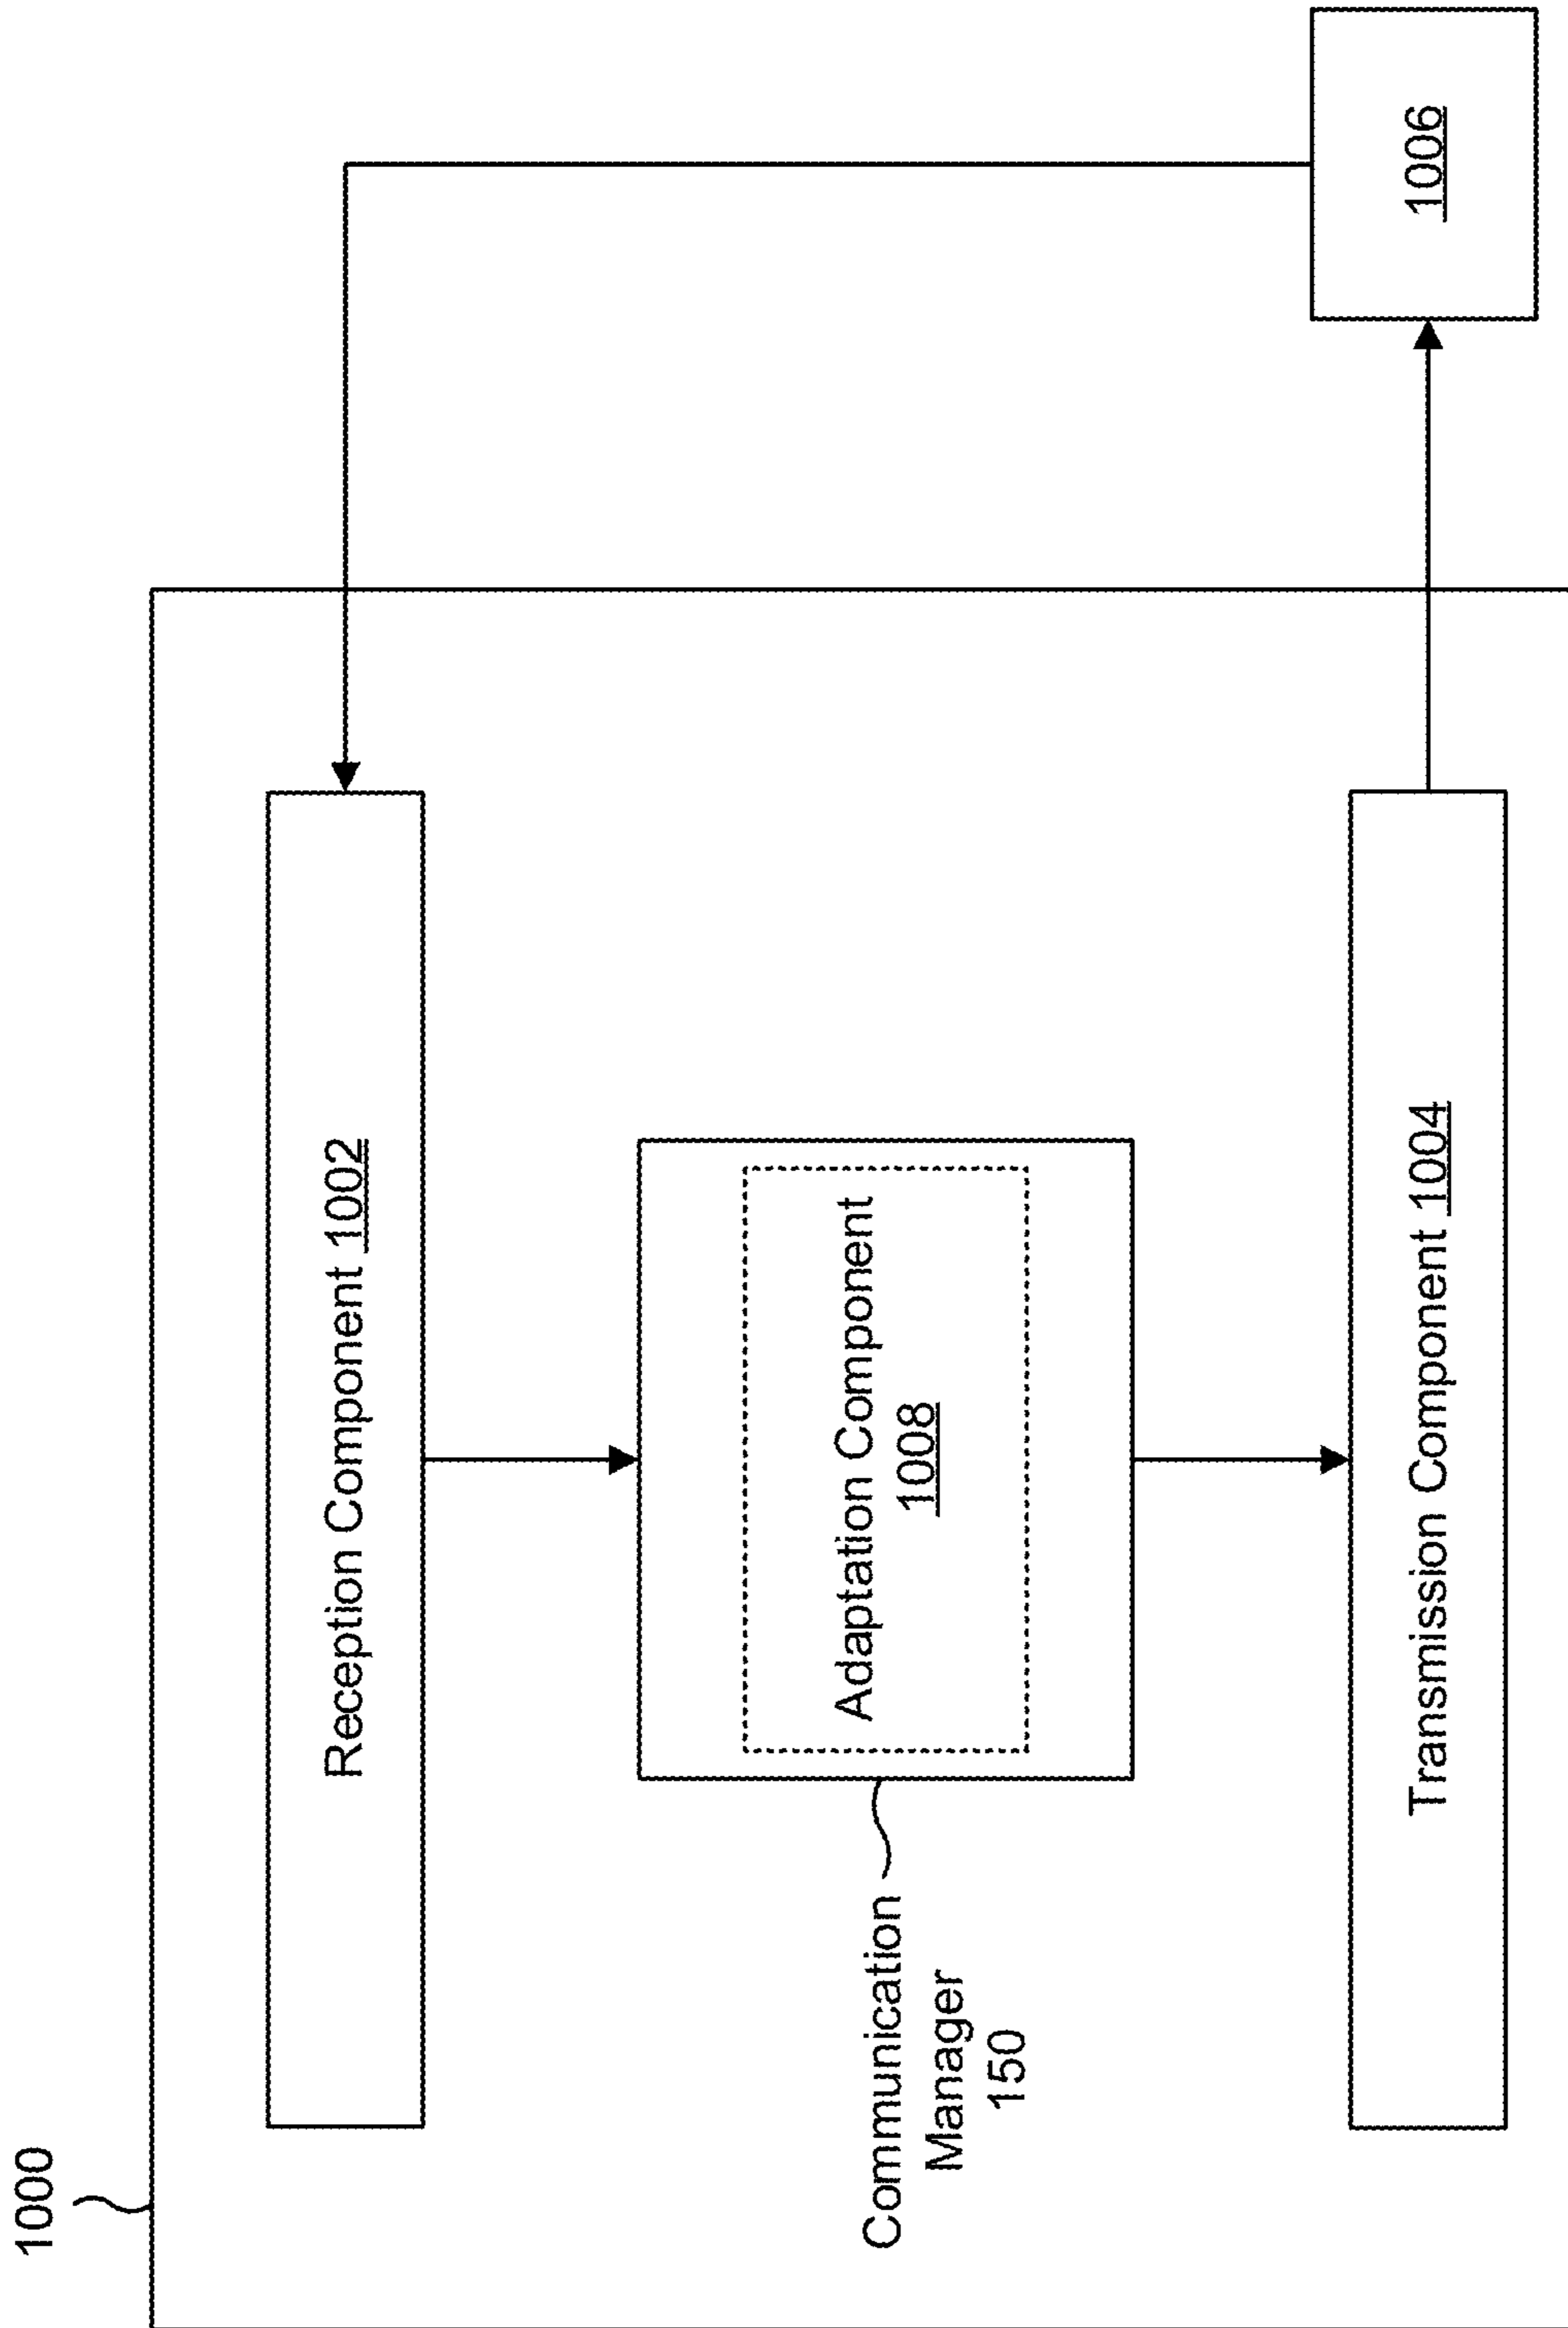 1000
Reception Component 1002
Communication
Manager
150
Adaptation Component
1008
Transmission Component 1004
1006